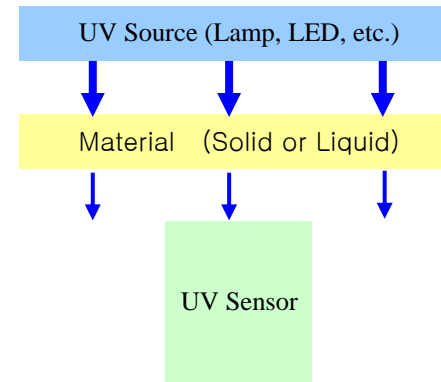 UV Source (Lamp, LED, etc.)
Material (Solid or Liquid)
UV Sensor